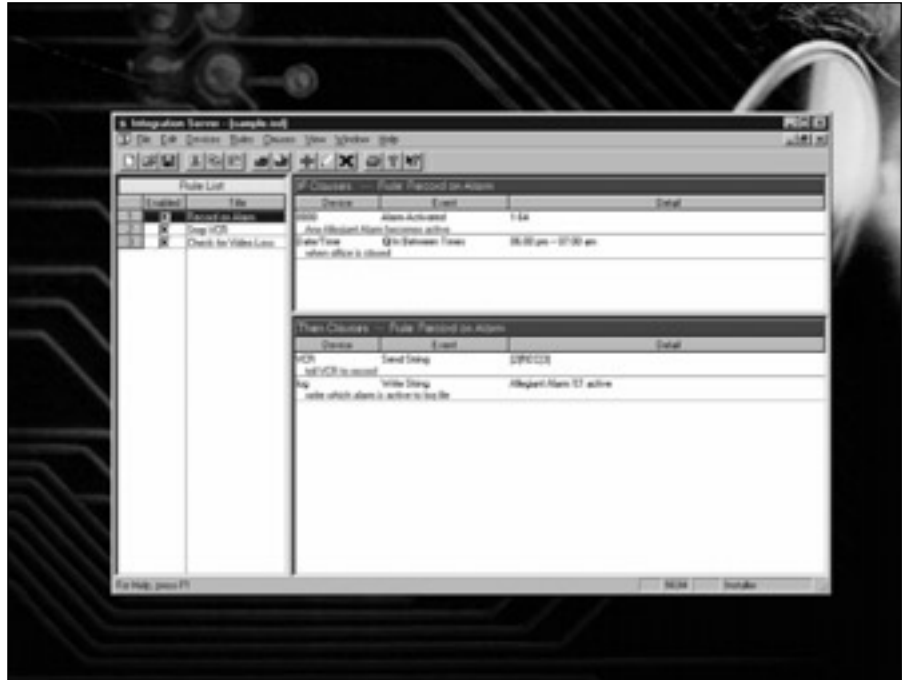 Integration Server - [sample.isd]
File Edit Devices Rules Clauses View Window Help
Rule List
Enabled Title
1 Record on Alarm
2 Stop VCR
3 Check for Video Loss
If Clauses --- Rule: Record on Alarm
Device Event Detail
Alarm Activated 1-64
Any Allegiant Alarm becomes active
Date/Time In Between Times 06:00 pm - 07:00 am
when office is closed
Then Clauses --- Rule: Record on Alarm
Device Event Detail
VCR Send String
tell VCR to record
log Write String Allegiant Alarm active
write which alarm is active to log file
For Help, press F1 Installer